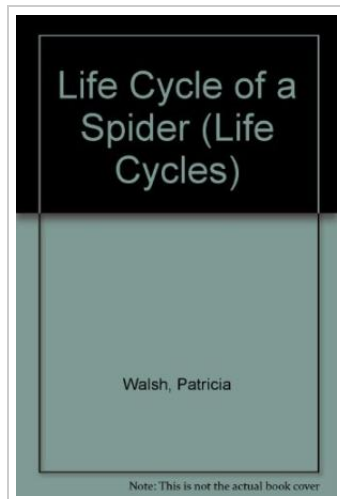 Life Cycle of a
Spider (Life
Cycles)
Walsh, Patricia
Note: This is not the actual book cover